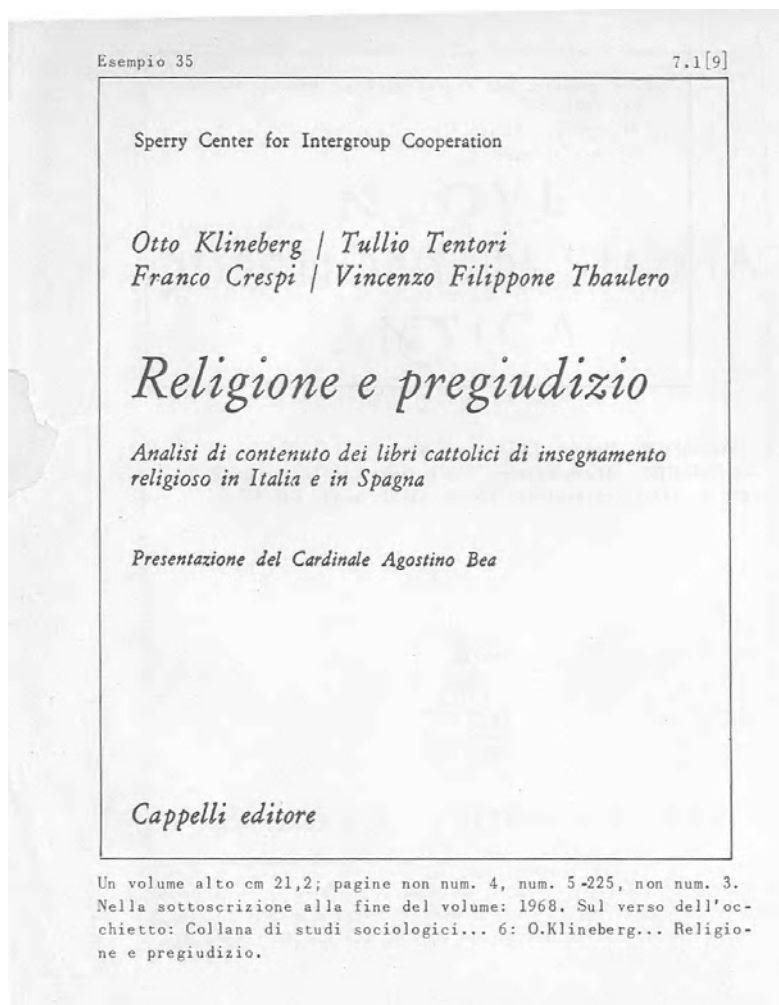 Esempio 35 7.1[9]
Sperry Center for Intergroup Cooperation
Otto Klineberg / Tullio Tentori
Franco Crespi / Vincenzo Filippone Thaulero
Religione e pregiudizio
Analisi di contenuto dei libri cattolici di insegnamento
religioso in Italia e in Spagna
Presentazione del Cardinale Agostino Bea
Cappelli editore
Un volume alto cm 21,2; pagine non num. 4, num. 5-225, non num. 3.
Nella sottoscrizione alla fine del volume: 1968. Sul verso dell'oc-
chietto: Collana di studi sociologici... 6: O.Klineberg... Religio-
ne e pregiudizio.